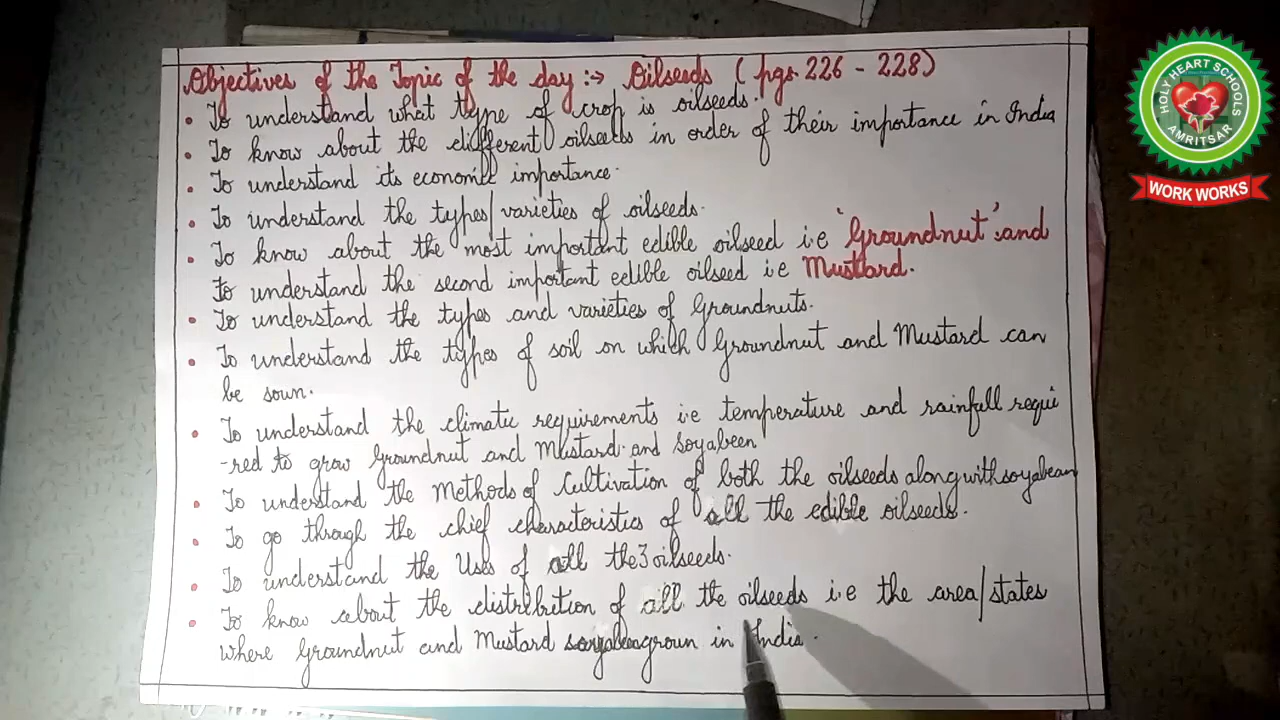 Objectives of the Topic of the day :-> Oilseeds (pgs. 226 - 228)
• To understand what type of crop is oilseeds.
• To know about the different oilseeds in order of their importance in India
• To understand its economic importance.
• To understand the types/varieties of oilseeds.
• To know about the most important edible oilseed i.e 'Groundnut' and
To understand the second important edible oilseed i.e Mustard.
• To understand the types and varieties of Groundnuts.
• To understand the types of soil on which Groundnut and Mustard can
be sown.
• To understand the climatic requirements i.e temperature and rainfall requi
-red to grow Groundnut and Mustard. and Soyabeen
• To understand the Methods of Cultivation of both the oilseeds along with soyabean
• To go through the chief characteristics of all the edible oilseeds.
• To understand the Uses of all the 3 oilseeds.
• To know about the distribution of all the oilseeds i.e the area/states
where Groundnut and Mustard grown in India.
HOLY HEART SCHOOLS
AMRITSAR
WORK WORKS